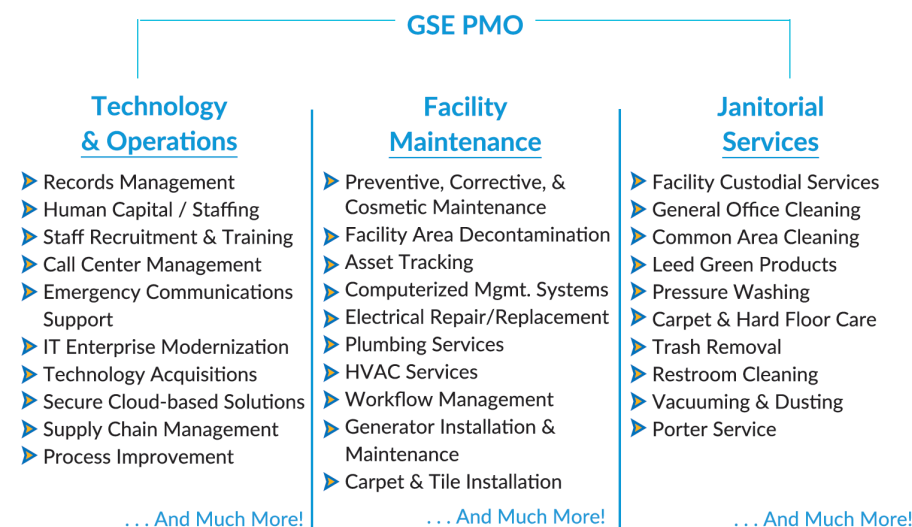 GSE PMO
Technology
& Operations
Records Management
Human Capital / Staffing
Staff Recruitment & Training
Call Center Management
Emergency Communications
Support
IT Enterprise Modernization
Technology Acquisitions
Secure Cloud-based Solutions
Supply Chain Management
Process Improvement
. . . And Much More!
Facility
Maintenance
Preventive, Corrective, &
Cosmetic Maintenance
Facility Area Decontamination
Asset Tracking
Computerized Mgmt. Systems
Electrical Repair/Replacement
Plumbing Services
HVAC Services
Workflow Management
Generator Installation &
Maintenance
Carpet & Tile Installation
. . . And Much More!
Janitorial
Services
Facility Custodial Services
General Office Cleaning
Common Area Cleaning
Leed Green Products
Pressure Washing
Carpet & Hard Floor Care
Trash Removal
Restroom Cleaning
Vacuuming & Dusting
Porter Service
. . . And Much More!